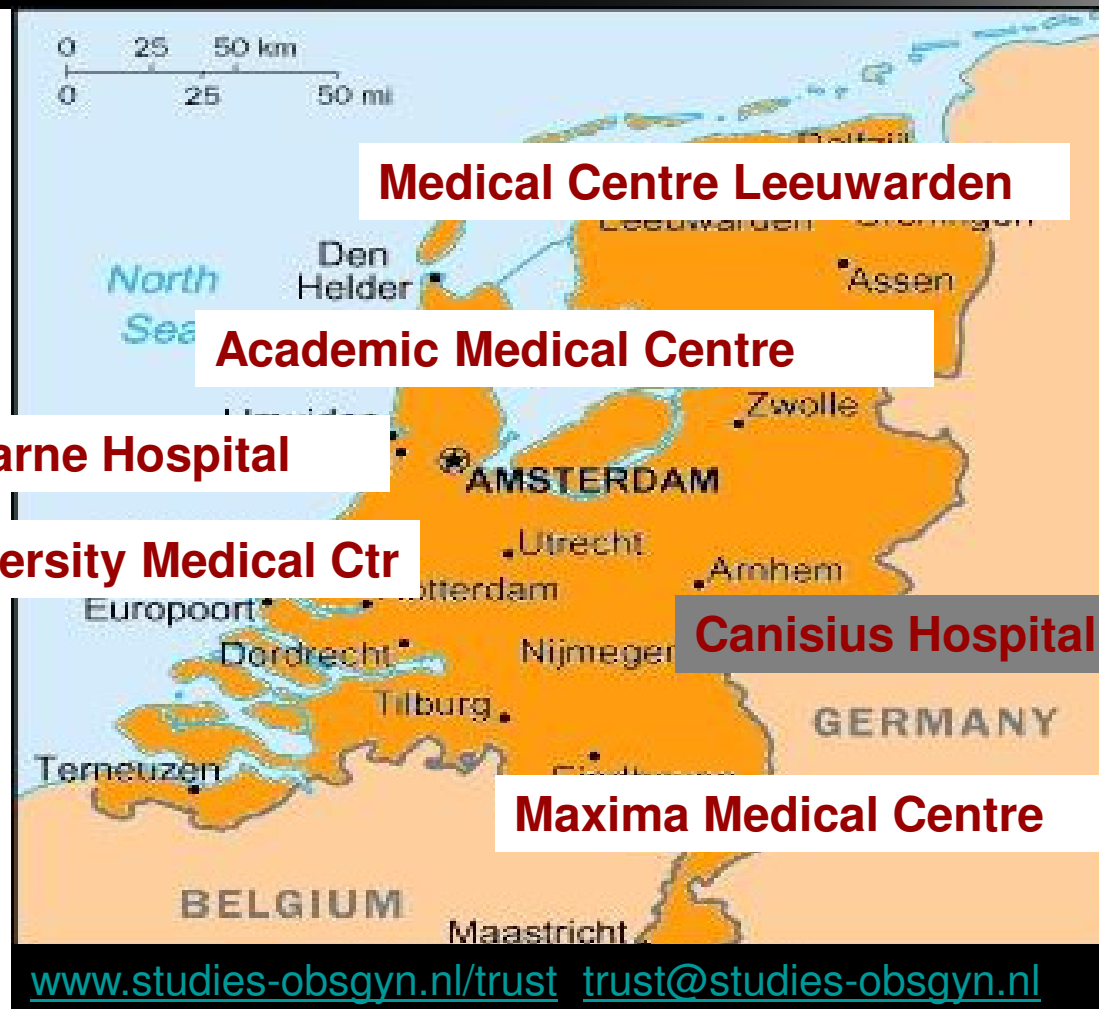 0 25 50 km
0 25 50 mi
Medical Centre Leeuwarden
Den
Helder
North
Sea
Assen
Academic Medical Centre
Zwolle
arne Hospital
AMSTERDAM
ersity Medical Ctr
Utrecht
Arnhem
Europoort
Dordrecht
Nijmegen
Canisius Hospital
Tilburg
GERMANY
Terneuzen
Maxima Medical Centre
BELGIUM
Maastricht
www.studies-obsgyn.nl/trust trust@studies-obsgyn.nl